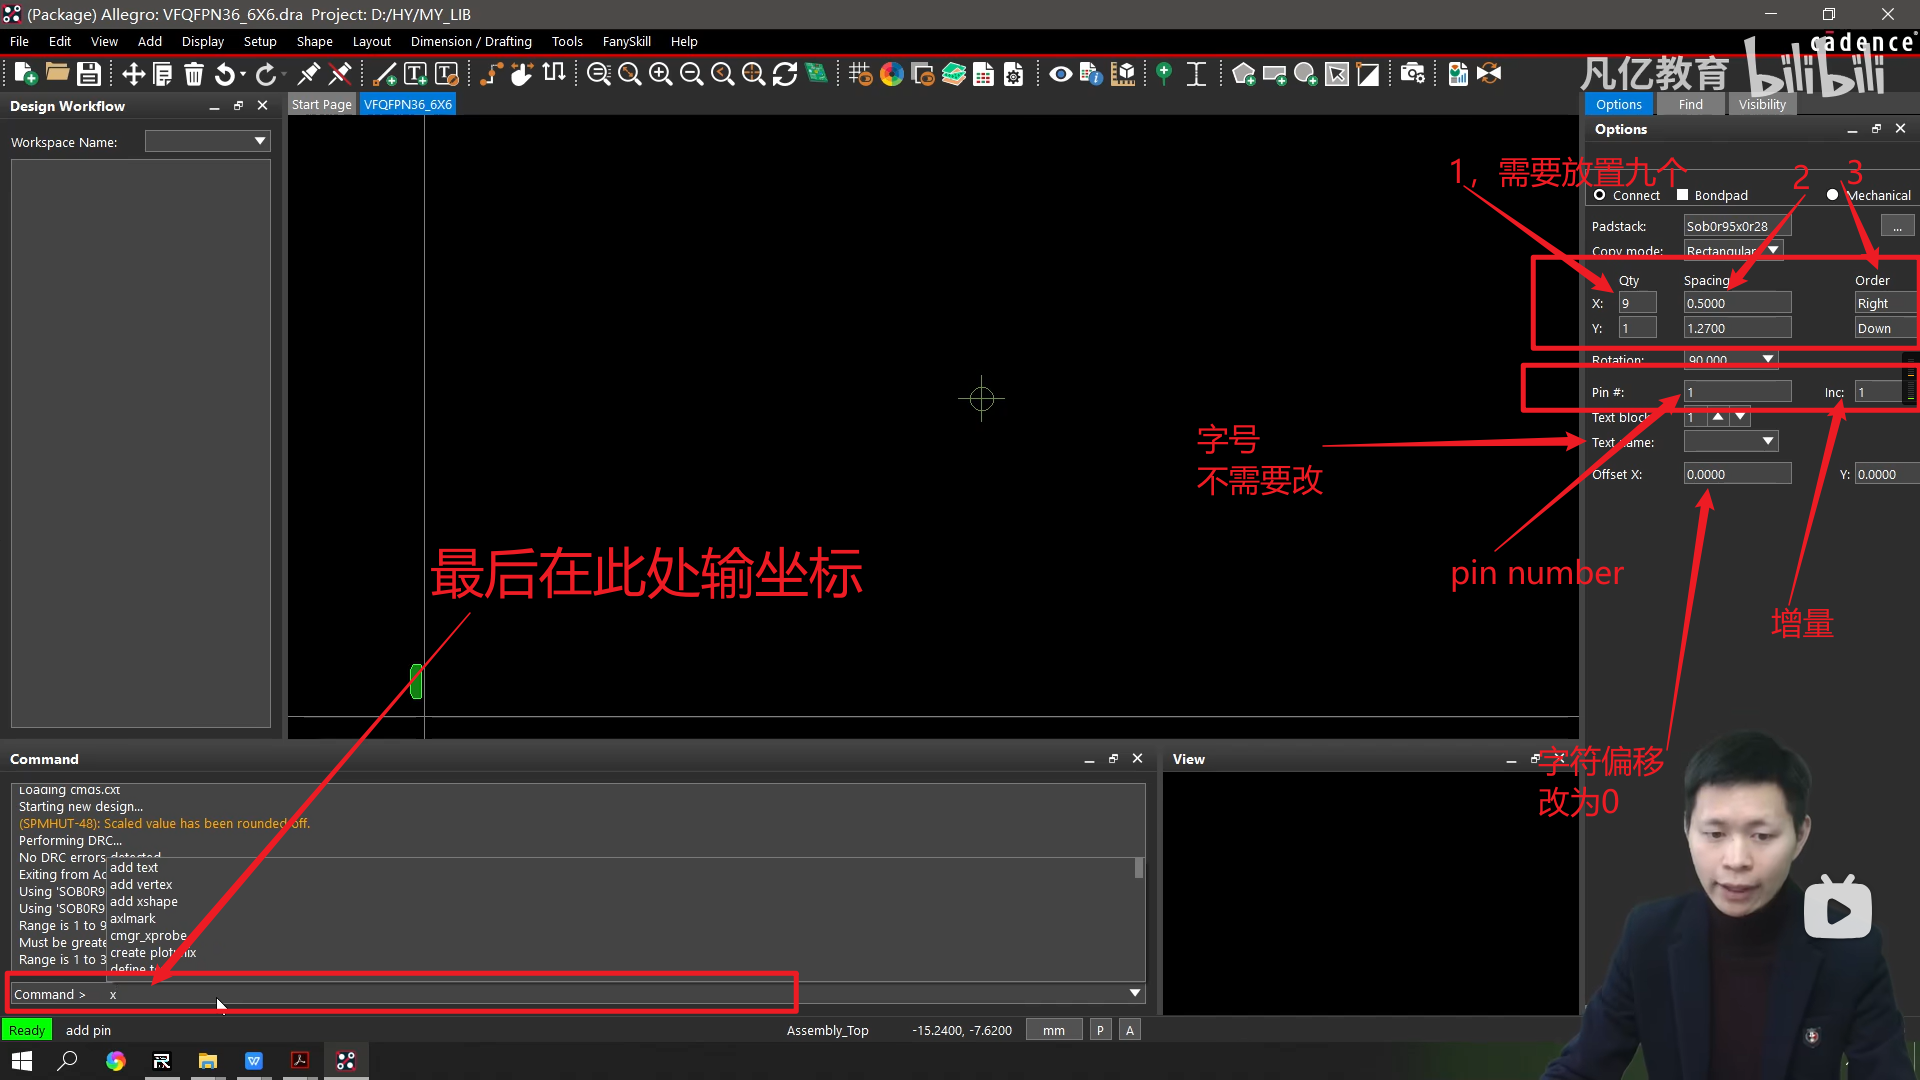 (Package) Allegro: VFQFPN36_6X6.dra  Project: D:/HY/MY_LIB
File Edit View Add Display Setup Shape Layout Dimension / Drafting Tools FanySkill Help
cādence
凡亿教育 bilibili
Design Workflow
Start Page VFQFPN36_6X6
Options Find Visibility
Workspace Name:
Options
1，需要放置九个
2
3
Connect Bondpad Mechanical
Padstack: Sob0r95x0r28 ...
Copy mode: Rectangular
Qty Spacing Order
X: 9 0.5000 Right
Y: 1 1.2700 Down
Rotation: 90.000
Pin #: 1 Inc: 1
Text block: 1
Text name:
Offset X: 0.0000 Y: 0.0000
字号
不需要改
pin number
增量
最后在此处输坐标
字符偏移
改为0
Command
View
Loading cmds.cxt
Starting new design...
(SPMHUT-48): Scaled value has been rounded off.
Performing DRC...
No DRC errors detected
Exiting from Ad
Using 'SOB0R9
Using 'SOB0R9
Range is 1 to 9
Must be greate
Range is 1 to 3
add text
add vertex
add xshape
axlmark
cmgr_xprobe
Command > x
Ready add pin Assembly_Top -15.2400, -7.6200 mm P A